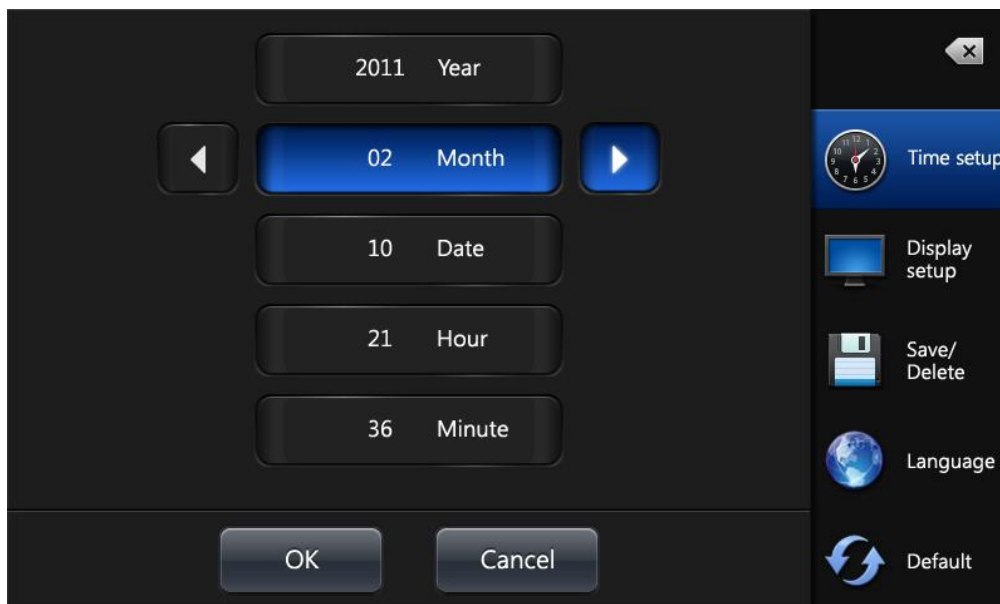 2011 Year
02 Month
10 Date
21 Hour
36 Minute
OK
Cancel
Time setup
Display
setup
Save/
Delete
Language
Default